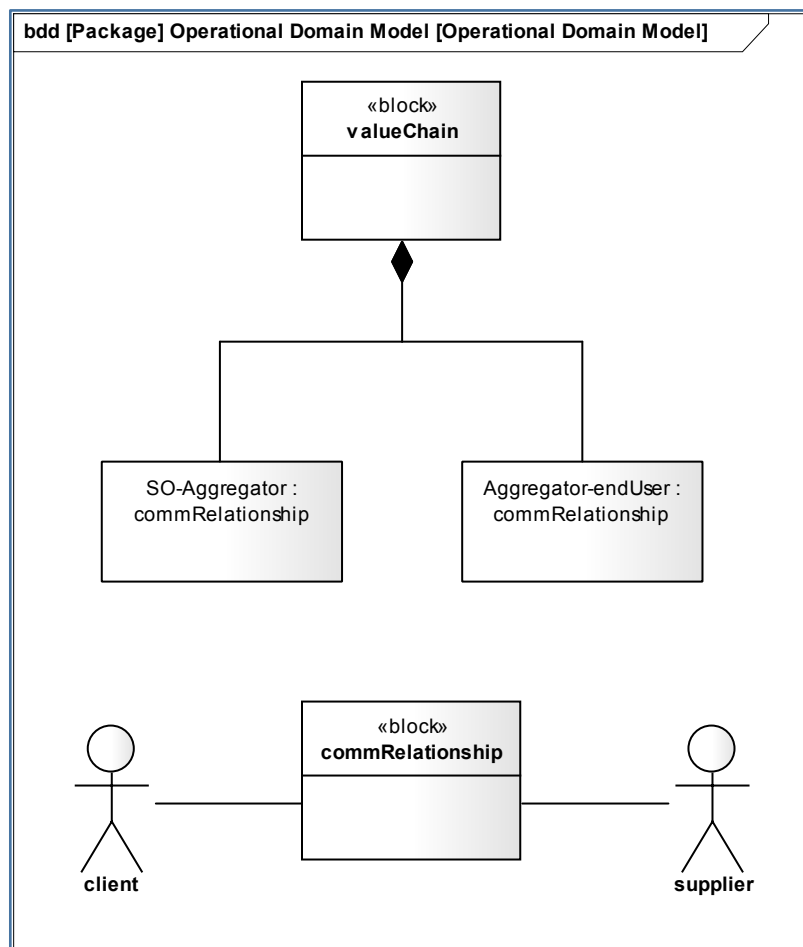 bdd [Package] Operational Domain Model [Operational Domain Model]
«block»
valueChain
SO-Aggregator :
commRelationship
Aggregator-endUser :
commRelationship
«block»
commRelationship
client
supplier